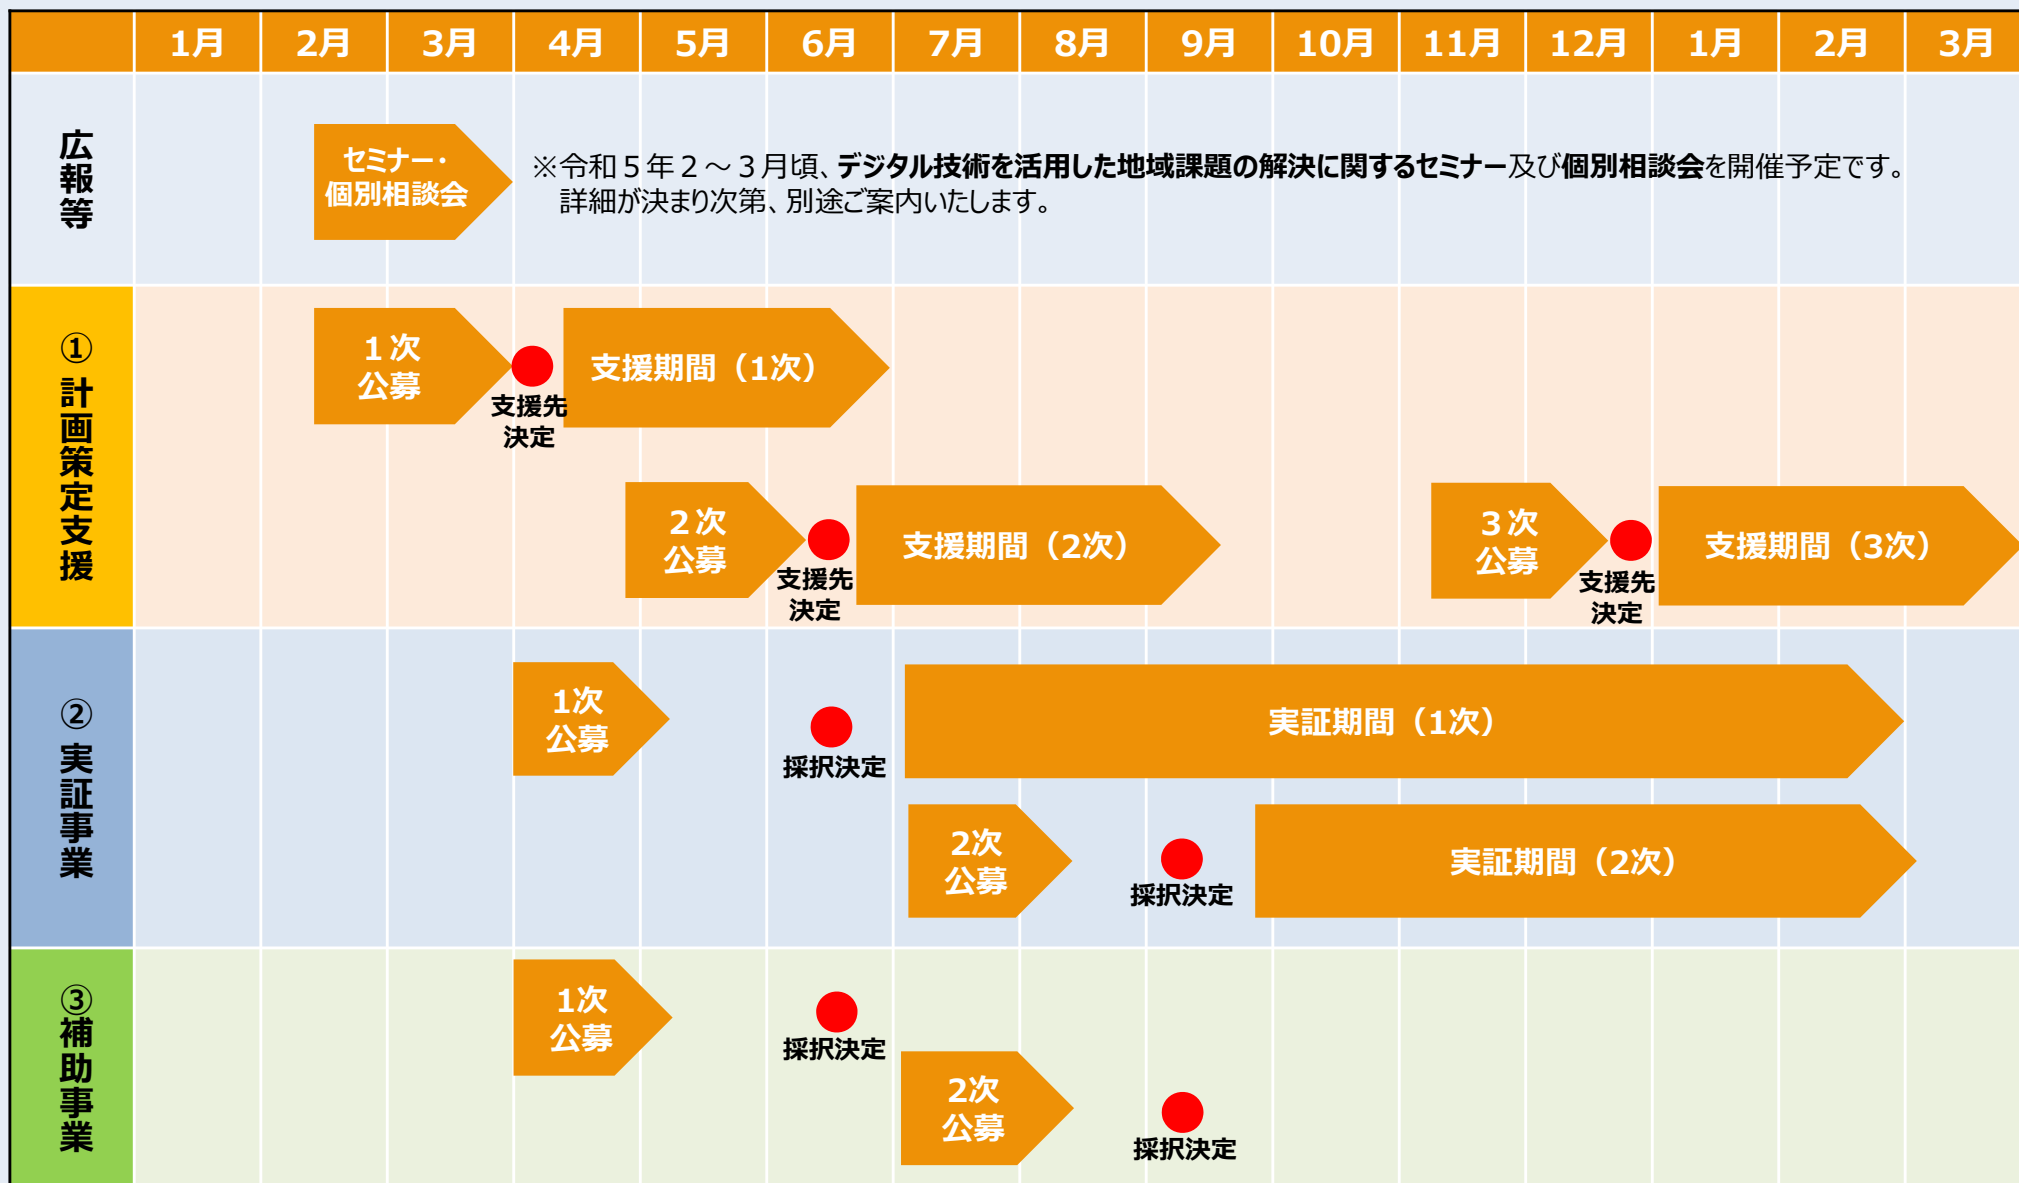 1月 2月 3月 4月 5月 6月 7月 8月 9月 10月 11月 12月 1月 2月 3月
広報等
セミナー・
個別相談会
※令和５年２～３月頃、デジタル技術を活用した地域課題の解決に関するセミナー及び個別相談会を開催予定です。
詳細が決まり次第、別途ご案内いたします。
①計画策定支援
１次
公募
支援先
決定
支援期間（1次）
２次
公募
支援先
決定
支援期間（2次）
３次
公募
支援先
決定
支援期間（3次）
②実証事業
1次
公募
採択決定
実証期間（1次）
2次
公募
採択決定
実証期間（2次）
③補助事業
1次
公募
採択決定
2次
公募
採択決定